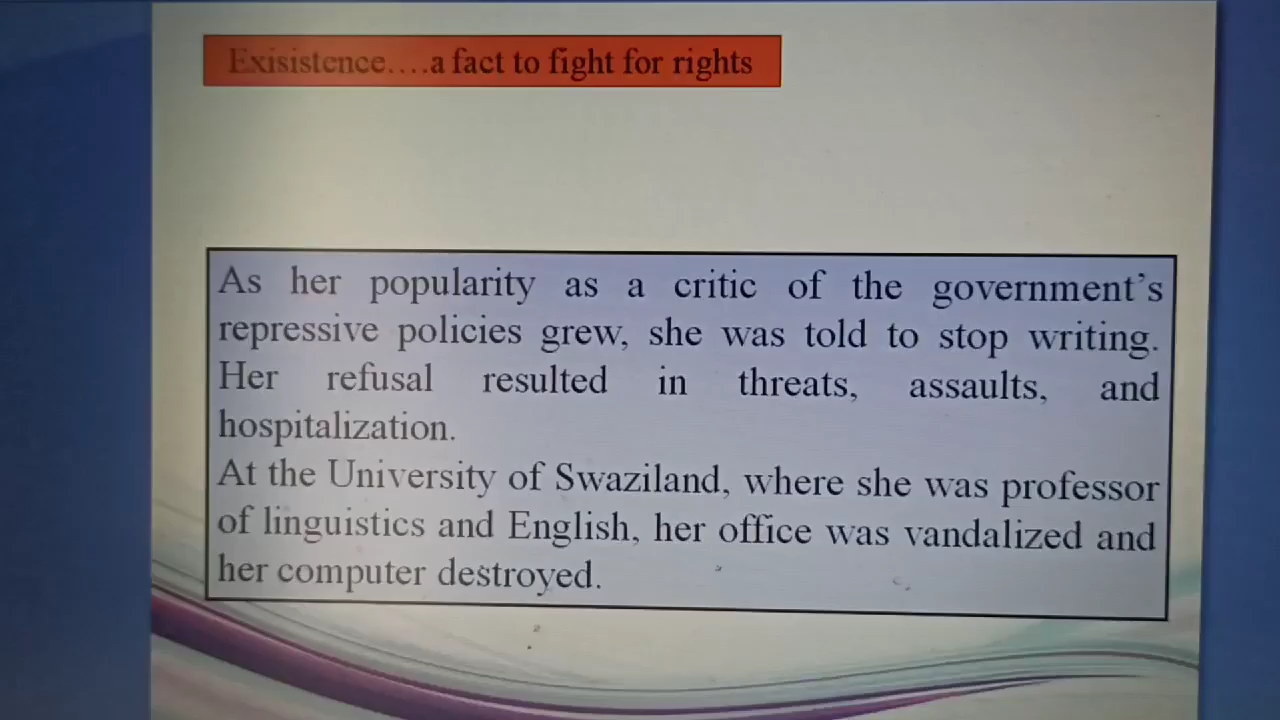 Exisistence....a fact to fight for rights
As her popularity as a critic of the government's
repressive policies grew, she was told to stop writing.
Her refusal resulted in threats, assaults, and
hospitalization.
At the University of Swaziland, where she was professor
of linguistics and English, her office was vandalized and
her computer destroyed.